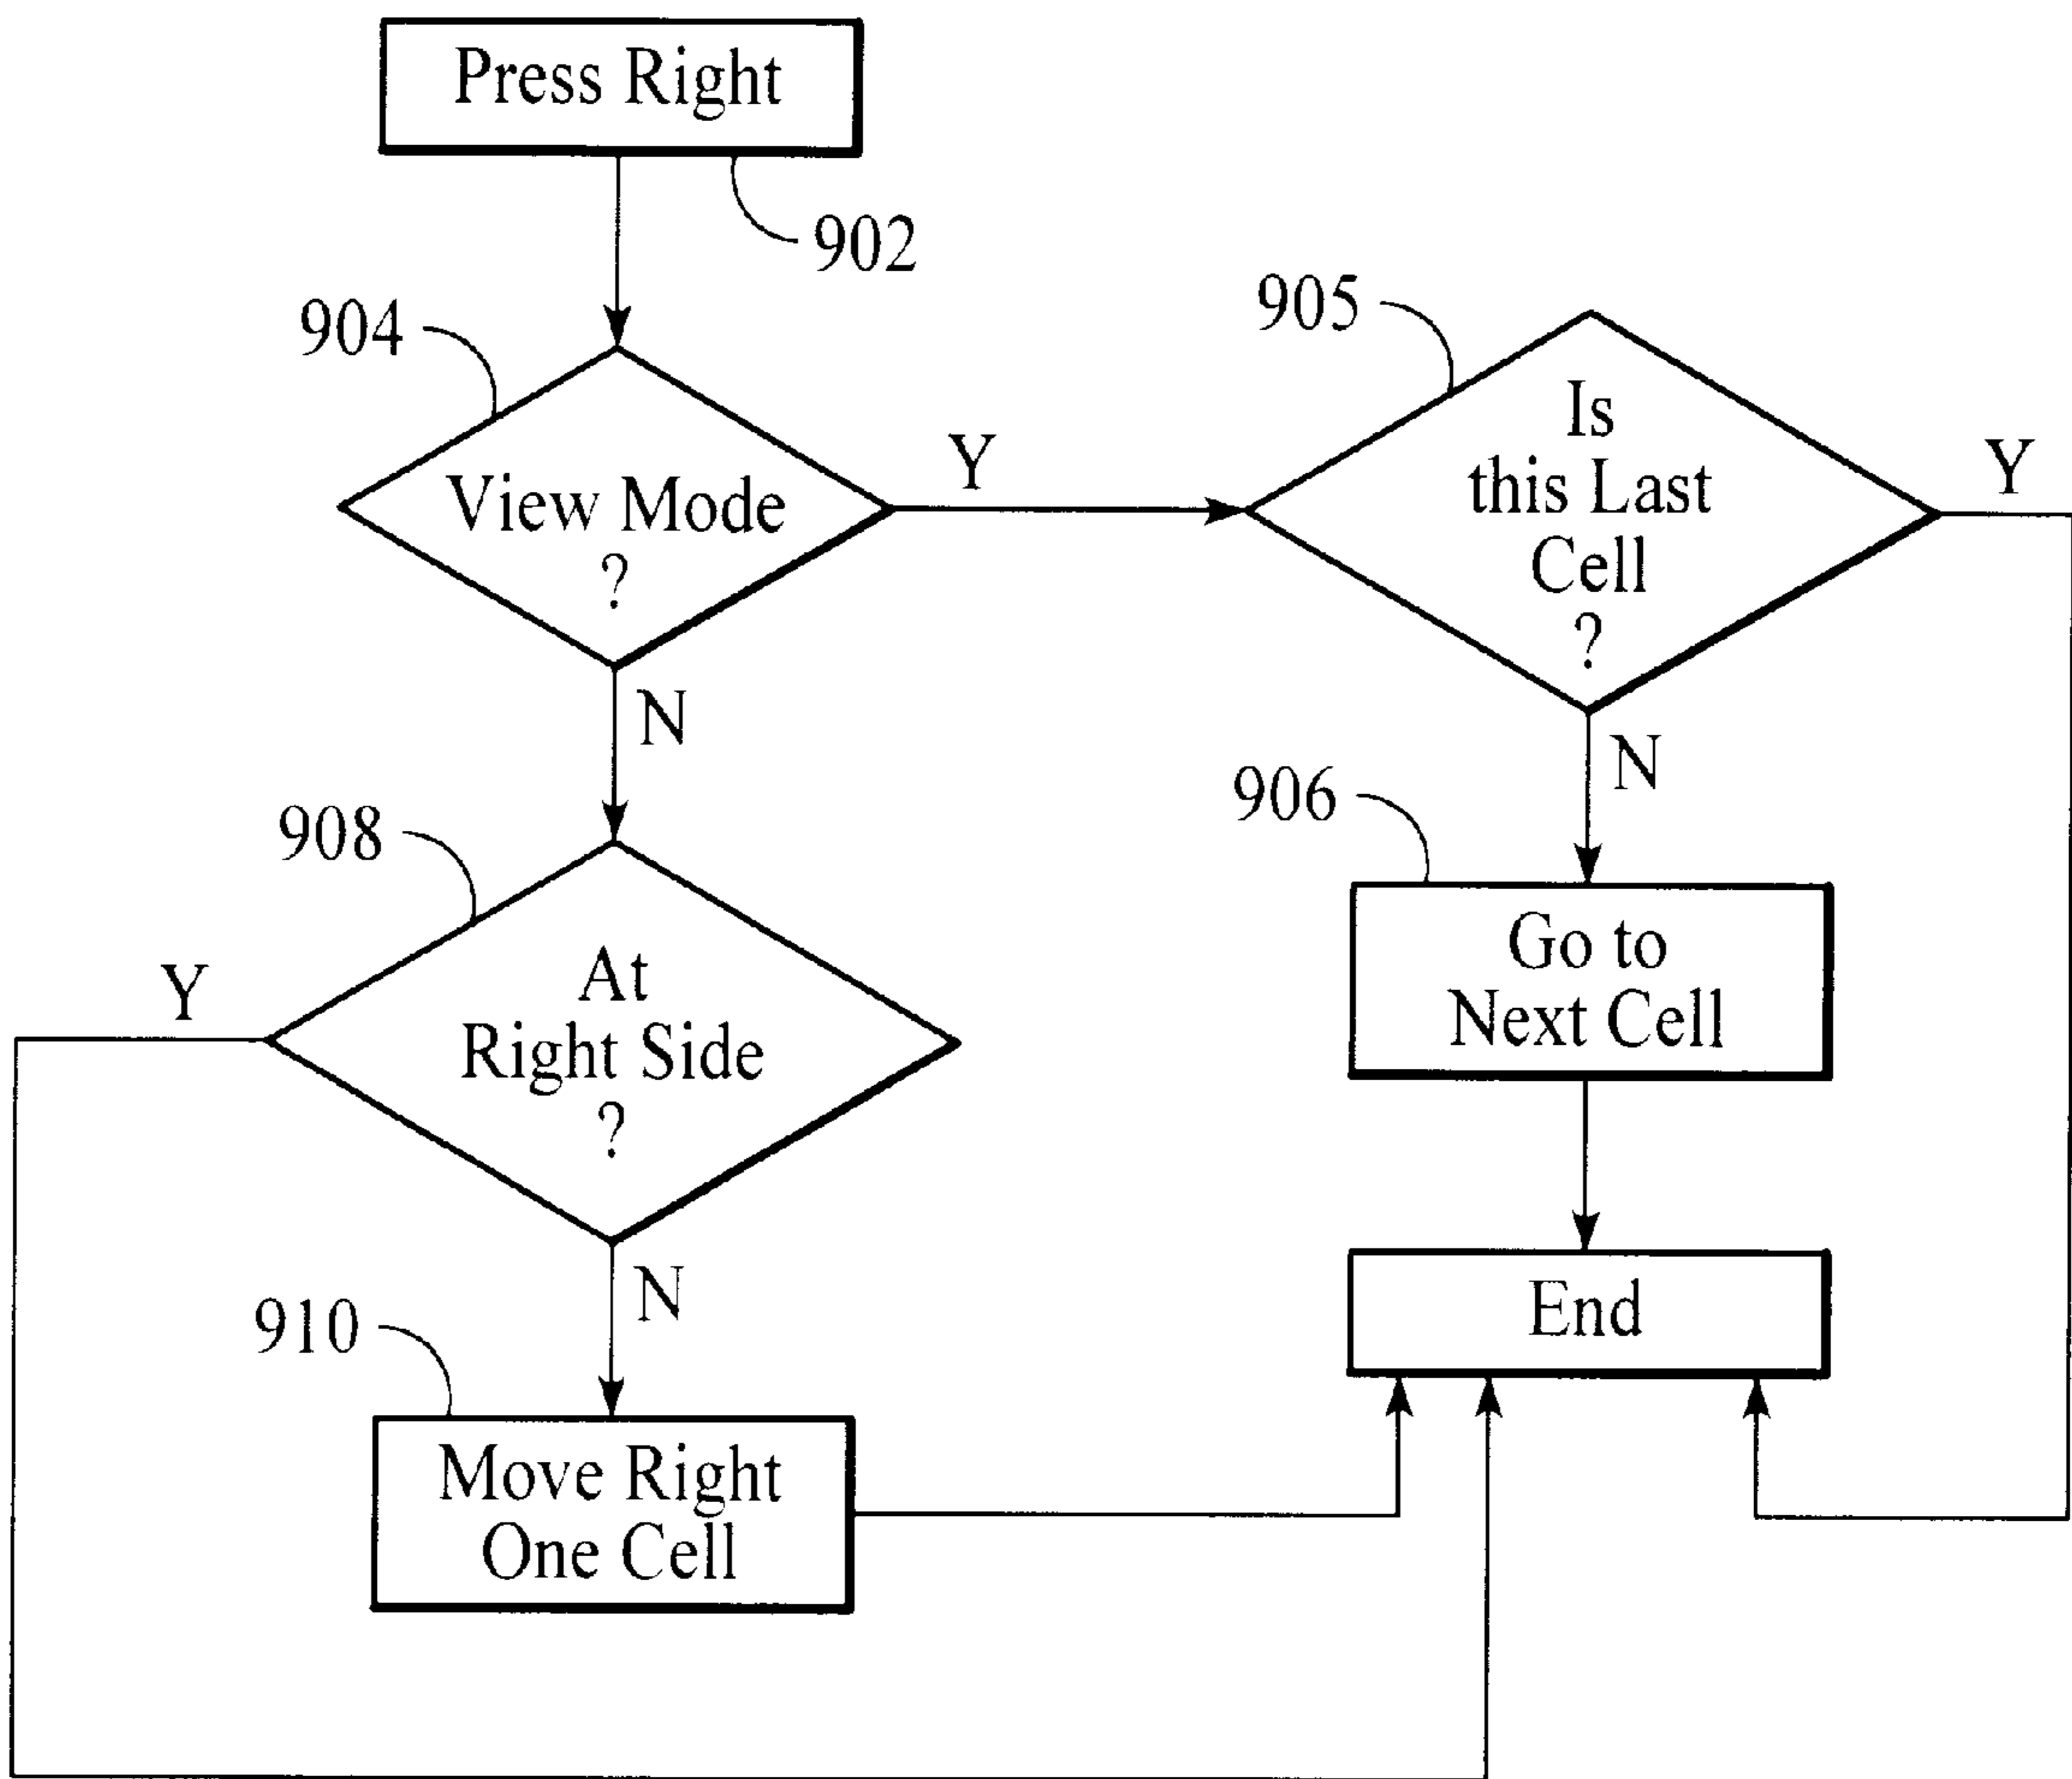 Press Right
902
904
View Mode
?
Y
N
905
Is
this Last
Cell
?
Y
N
906
Go to
Next Cell
End
908
At
Right Side
?
Y
N
910
Move Right
One Cell